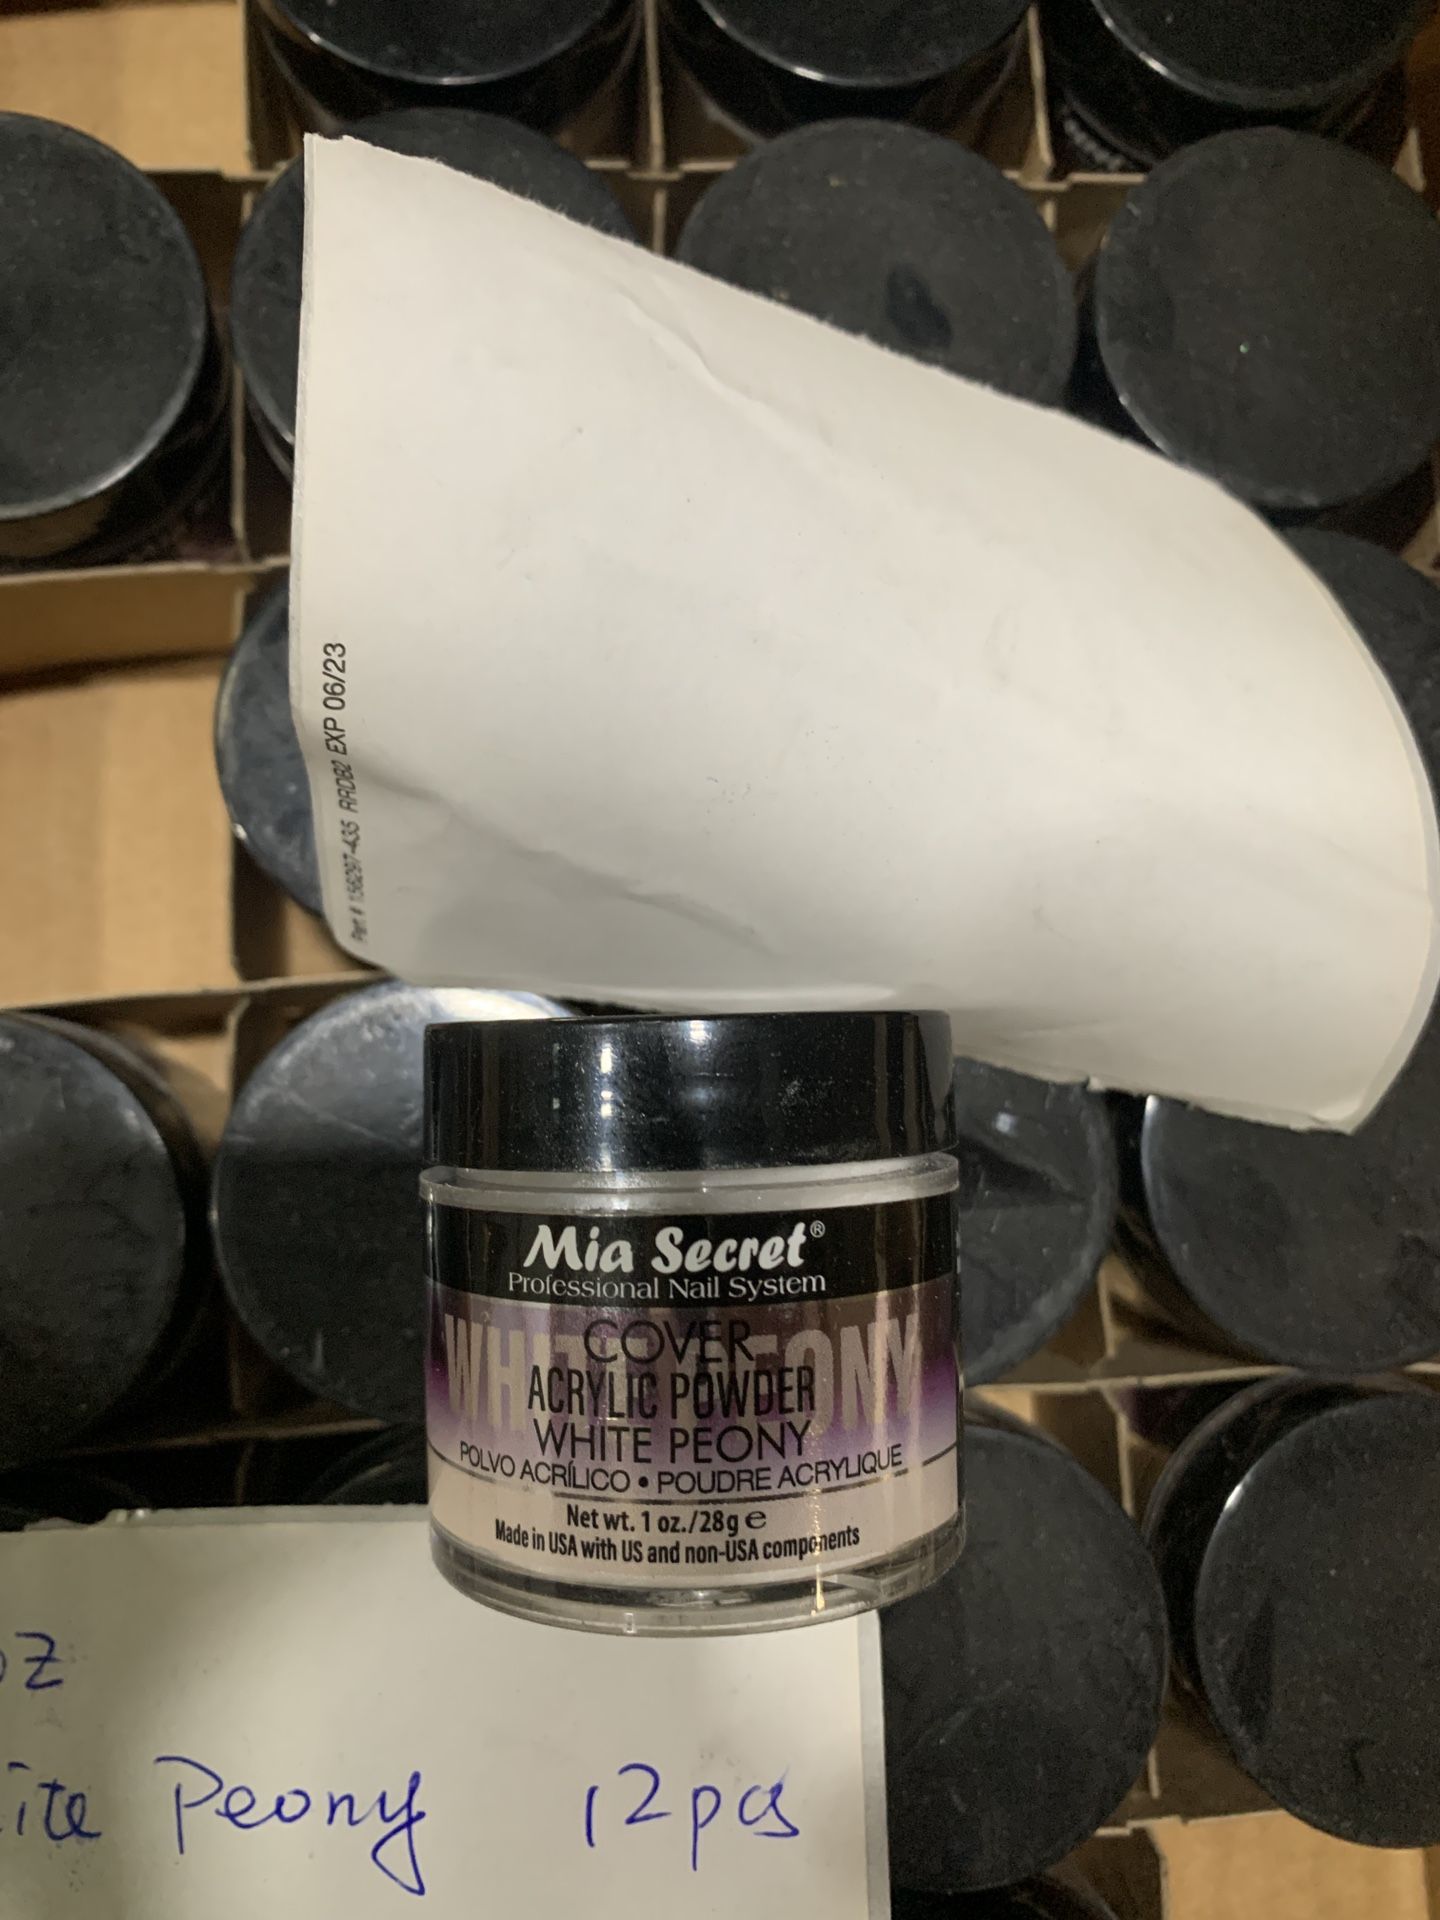 Part # 156297-435 RRDB2 EXP 06/23
Mia Secret®
Professional Nail System
WHITE PEONY
COVER
ACRYLIC POWDER
WHITE PEONY
POLVO ACRÍLICO • POUDRE ACRYLIQUE
Net wt. 1 oz./28g ℮
Made in USA with US and non-USA components
oz
ite Peony 12pcs